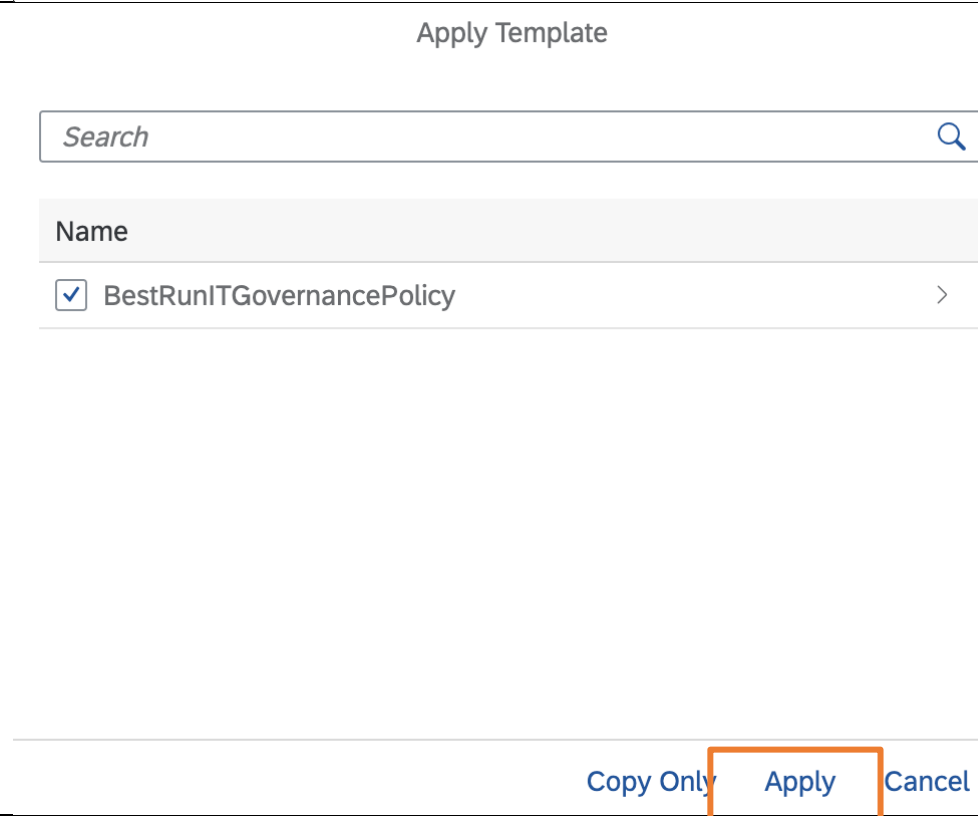 Apply Template
Search
Name
BestRunITGovernancePolicy
Copy Only Apply Cancel